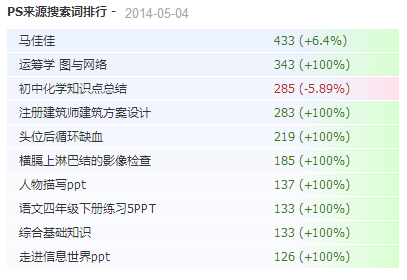 PS来源搜索词排行 - 2014-05-04
马佳佳 433 (+6.4%)
运筹学 图与网络 343 (+100%)
初中化学知识点总结 285 (-5.89%)
注册建筑师建筑方案设计 283 (+100%)
头位后循环缺血 219 (+100%)
横膈上淋巴结的影像检查 185 (+100%)
人物描写ppt 137 (+100%)
语文四年级下册练习5PPT 133 (+100%)
综合基础知识 133 (+100%)
走进信息世界ppt 126 (+100%)